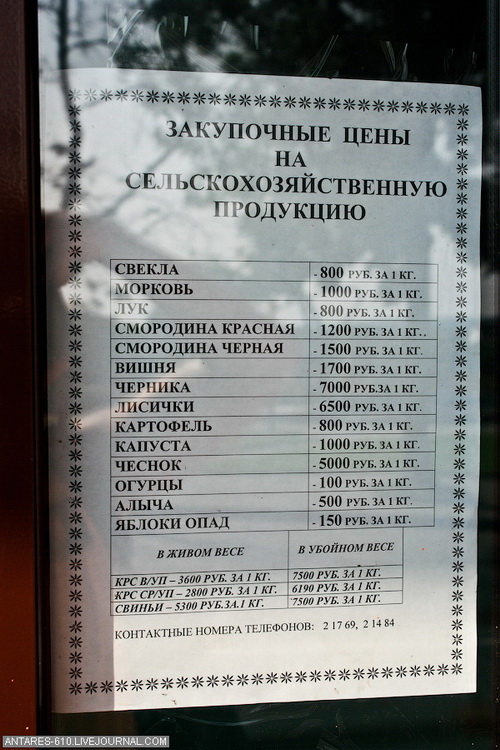 ЗАКУПОЧНЫЕ ЦЕНЫ
НА
СЕЛЬСКОХОЗЯЙСТВЕННУЮ
ПРОДУКЦИЮ
СВЕКЛА - 800 РУБ. ЗА 1 КГ.
МОРКОВЬ - 1000 РУБ. ЗА 1 КГ.
ЛУК - 800 РУБ. ЗА 1 КГ.
СМОРОДИНА КРАСНАЯ - 1200 РУБ. ЗА 1 КГ..
СМОРОДИНА ЧЕРНАЯ - 1500 РУБ. ЗА 1 КГ.
ВИШНЯ - 1700 РУБ. ЗА 1 КГ.
ЧЕРНИКА - 7000 РУБ.ЗА 1 КГ.
ЛИСИЧКИ - 6500 РУБ. ЗА 1 КГ.
КАРТОФЕЛЬ - 800 РУБ. ЗА 1 КГ.
КАПУСТА - 1000 РУБ. ЗА 1 КГ.
ЧЕСНОК - 5000 РУБ. ЗА 1 КГ.
ОГУРЦЫ - 100 РУБ. ЗА 1 КГ.
АЛЫЧА - 500 РУБ. ЗА 1 КГ.
ЯБЛОКИ ОПАД - 150 РУБ. ЗА 1 КГ.
В ЖИВОМ ВЕСЕ В УБОЙНОМ ВЕСЕ
КРС В/УП – 3600 РУБ. ЗА 1 КГ. 7500 РУБ. ЗА 1 КГ.
КРС СР/УП – 2800 РУБ. ЗА 1 КГ. 6190 РУБ. ЗА 1 КГ.
СВИНЬИ – 5300 РУБ.ЗА.1 КГ. 7500 РУБ. ЗА 1 КГ.
КОНТАКТНЫЕ НОМЕРА ТЕЛЕФОНОВ: 2 17 69, 2 14 84
ANTARES-610.LIVEJOURNAL.COM